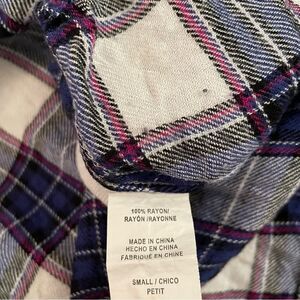 100% RAYON/
RAYÓN /RAYONNE
MADE IN CHINA
HECHO EN CHINA
FABRIQUÉ EN CHINE
SMALL / CHICO
PETIT